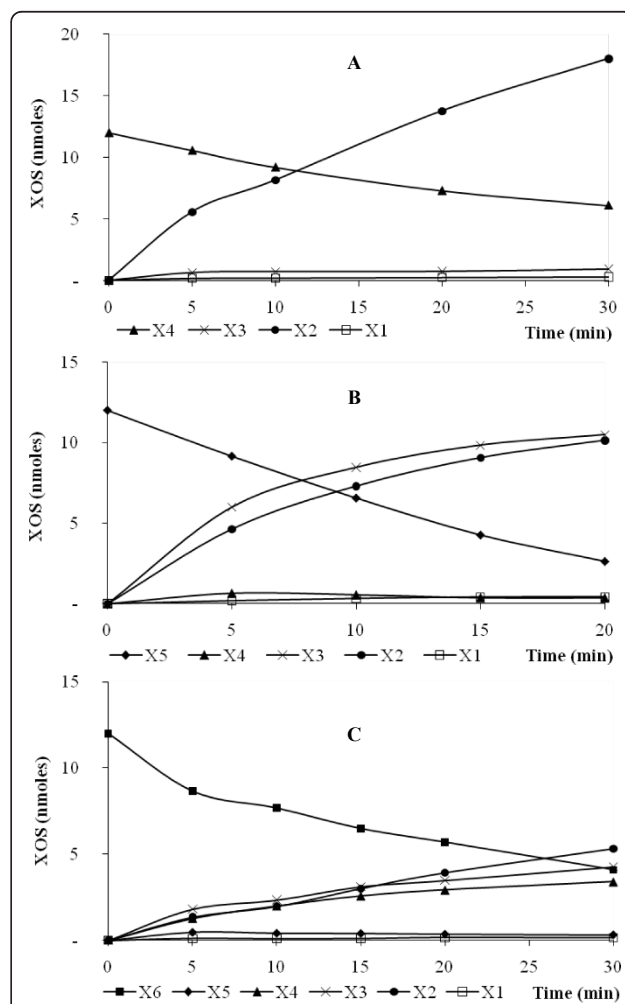 A
XOS (nmoles)
20
15
10
5
-
0 5 10 15 20 25 30
X4 X3 X2 X1 Time (min)
B
XOS (nmoles)
15
10
5
-
0 5 10 15 20
X5 X4 X3 X2 X1 Time (min)
C
XOS (nmoles)
15
10
5
-
0 5 10 15 20 25 30
X6 X5 X4 X3 X2 X1 Time (min)